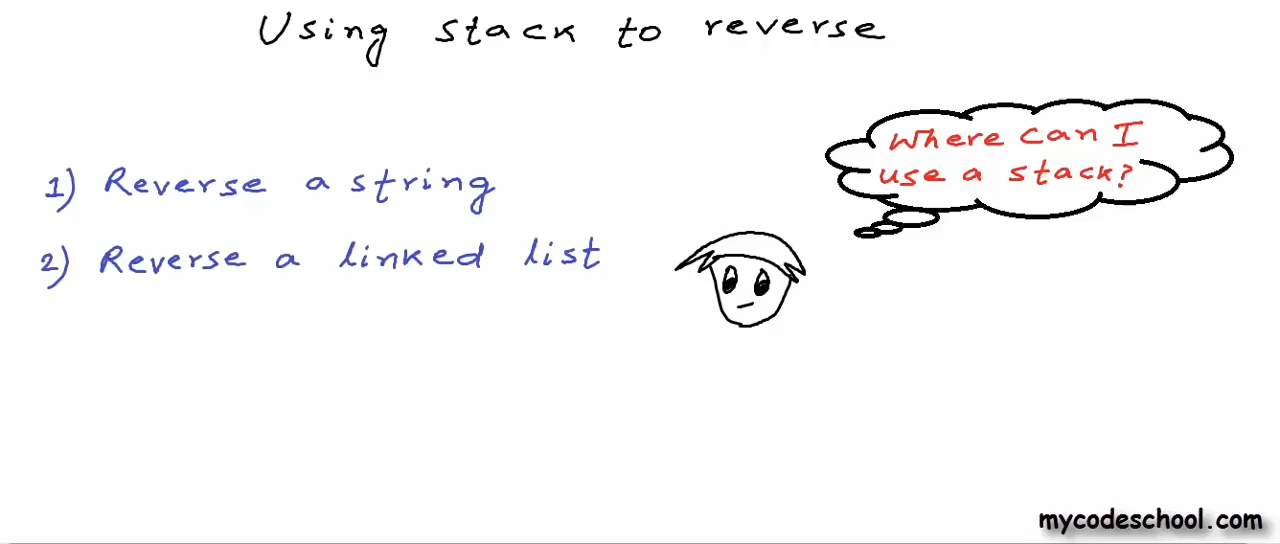 Using stack to reverse
where can I
use a stack?
1) Reverse a string
2) Reverse a linked list
mycodeschool.com